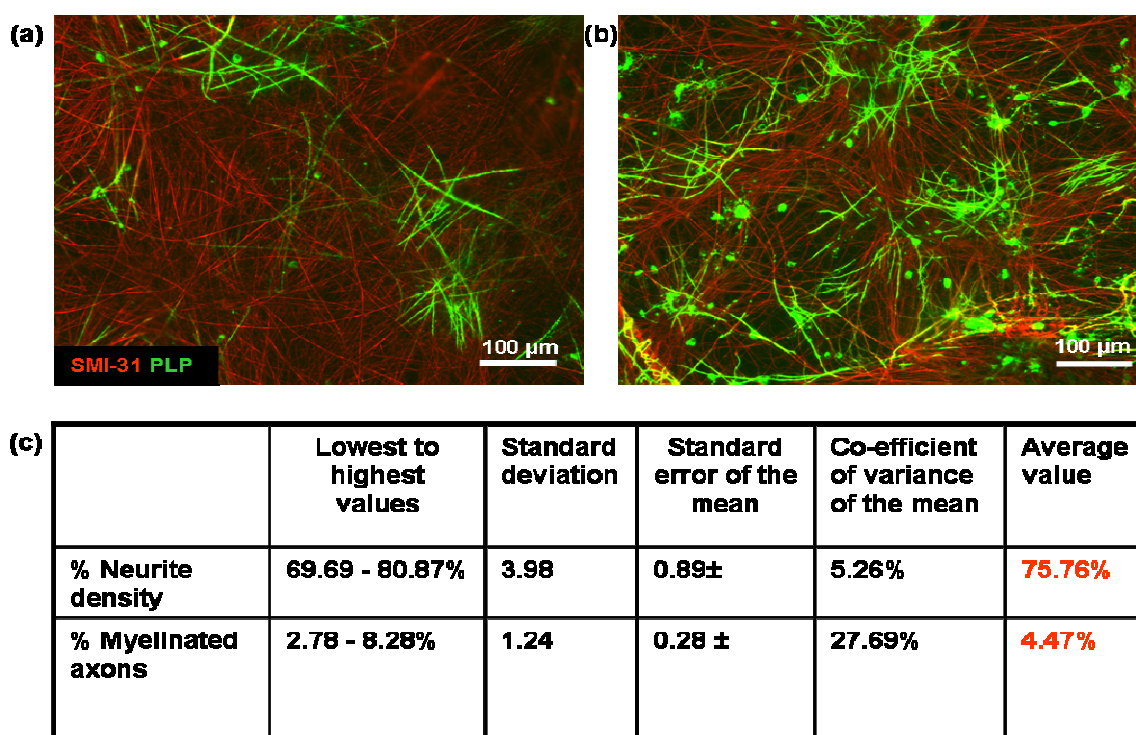 (a)
(b)
SMI-31 PLP
100 µm
100 µm
(c)
Lowest to
highest
values
Standard
deviation
Standard
error of the
mean
Co-efficient
of variance
of the mean
Average
value
% Neurite
density
69.69 - 80.87%
3.98
0.89±
5.26%
75.76%
% Myelinated
axons
2.78 - 8.28%
1.24
0.28 ±
27.69%
4.47%